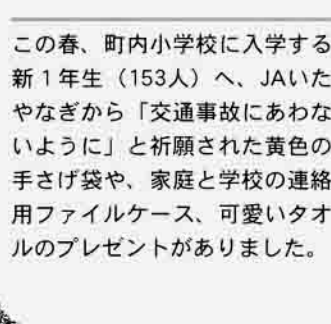 この春、町内小学校に入学する
新1年生（153人）へ、JAいた
やなぎから「交通事故にあわな
いように」と祈願された黄色の
手さげ袋や、家庭と学校の連絡
用ファイルケース、可愛いタオ
ルのプレゼントがありました。